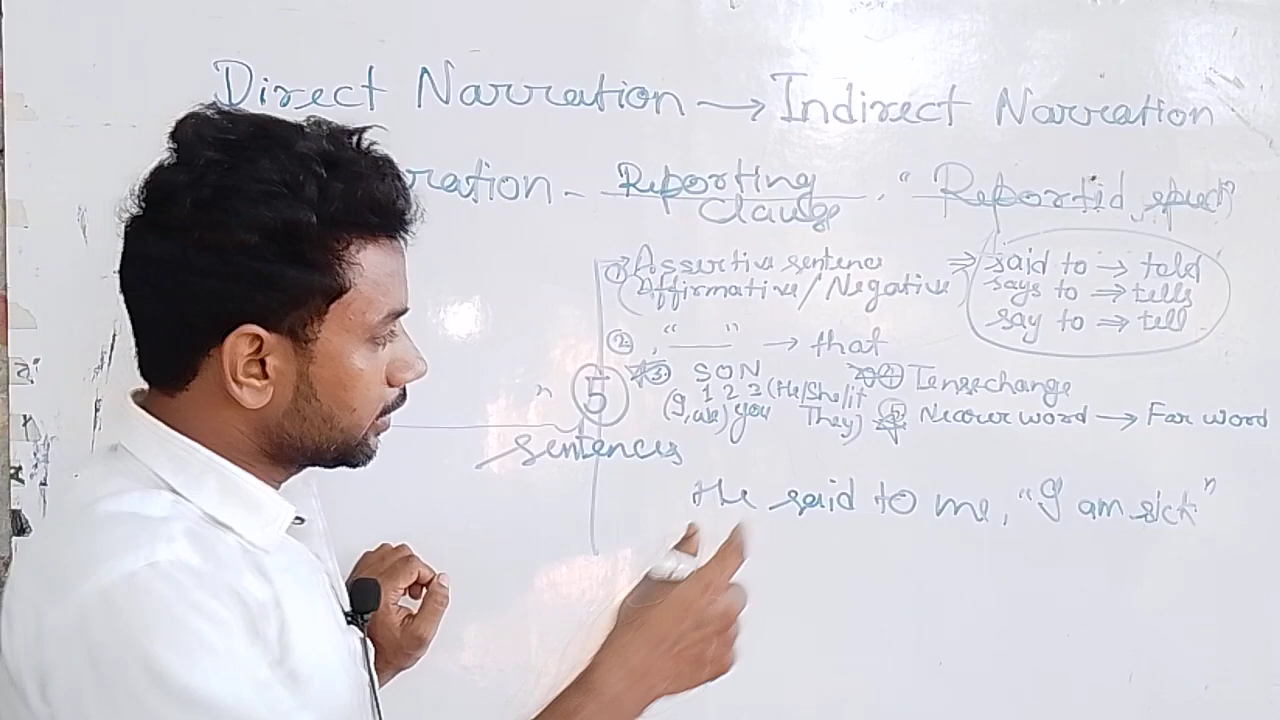 Direct Narration → Indirect Narration
ration - Reporting Clause, "Reported speech"
① Assertive sentence ⇒ said to → told
(Affirmative/Negative) says to ⇒ tells
say to ⇒ tell
②, "—" → that
③ SON ④ Tense change
1 2 3 (He/She/it
(I, we) you They) ⑤ Nearer word → Far word
5
sentences
He said to me, "I am sick"